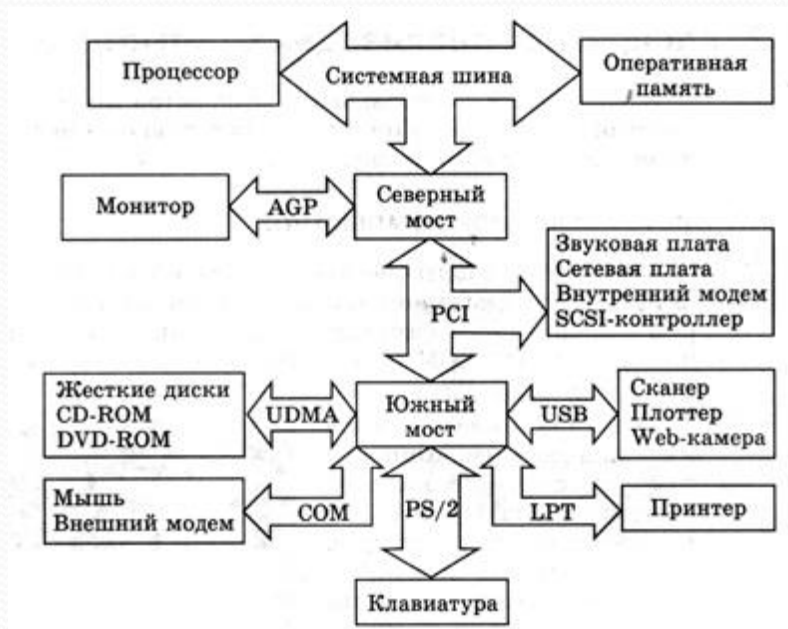 Процессор
Системная шина
Оперативная
память
Монитор
AGP
Северный
мост
Звуковая плата
Сетевая плата
Внутренний модем
SCSI-контроллер
PCI
Жесткие диски
CD-ROM
DVD-ROM
UDMA
Южный
мост
USB
Сканер
Плоттер
Web-камера
Мышь
Внешний модем
COM
PS/2
LPT
Принтер
Клавиатура